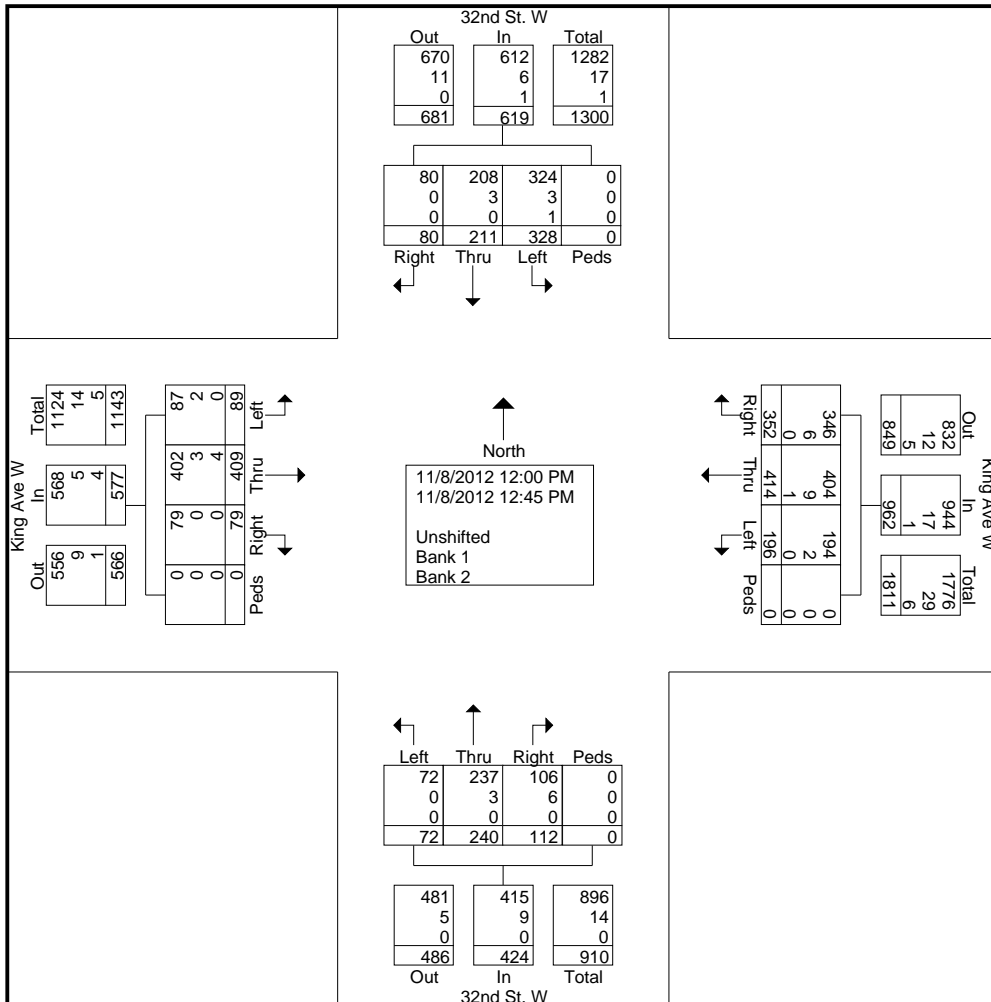 32nd St. W
Out In Total
670 612 1282
11 6 17
0 1 1
681 619 1300
80 208 324 0
0 3 3 0
0 0 1 0
80 211 328 0
Right Thru Left Peds
King Ave W
Out In Total
556 568 1124
9 5 14
1 4 5
566 577 1143
79 402 87
0 0 3 2
0 0 4 0
0 79 409 89
0
Peds Right Thru Left
North
11/8/2012 12:00 PM
11/8/2012 12:45 PM
Unshifted
Bank 1
Bank 2
King Ave W
Out In Total
832 944 1776
12 17 29
5 1 6
849 962 1811
346 404 194 0
6 9 2 0
0 1 0 0
352 414 196 0
Right Thru Left Peds
Left Thru Right Peds
72 237 106 0
0 3 6 0
0 0 0 0
72 240 112 0
481 415 896
5 9 14
0 0 0
486 424 910
Out In Total
32nd St. W